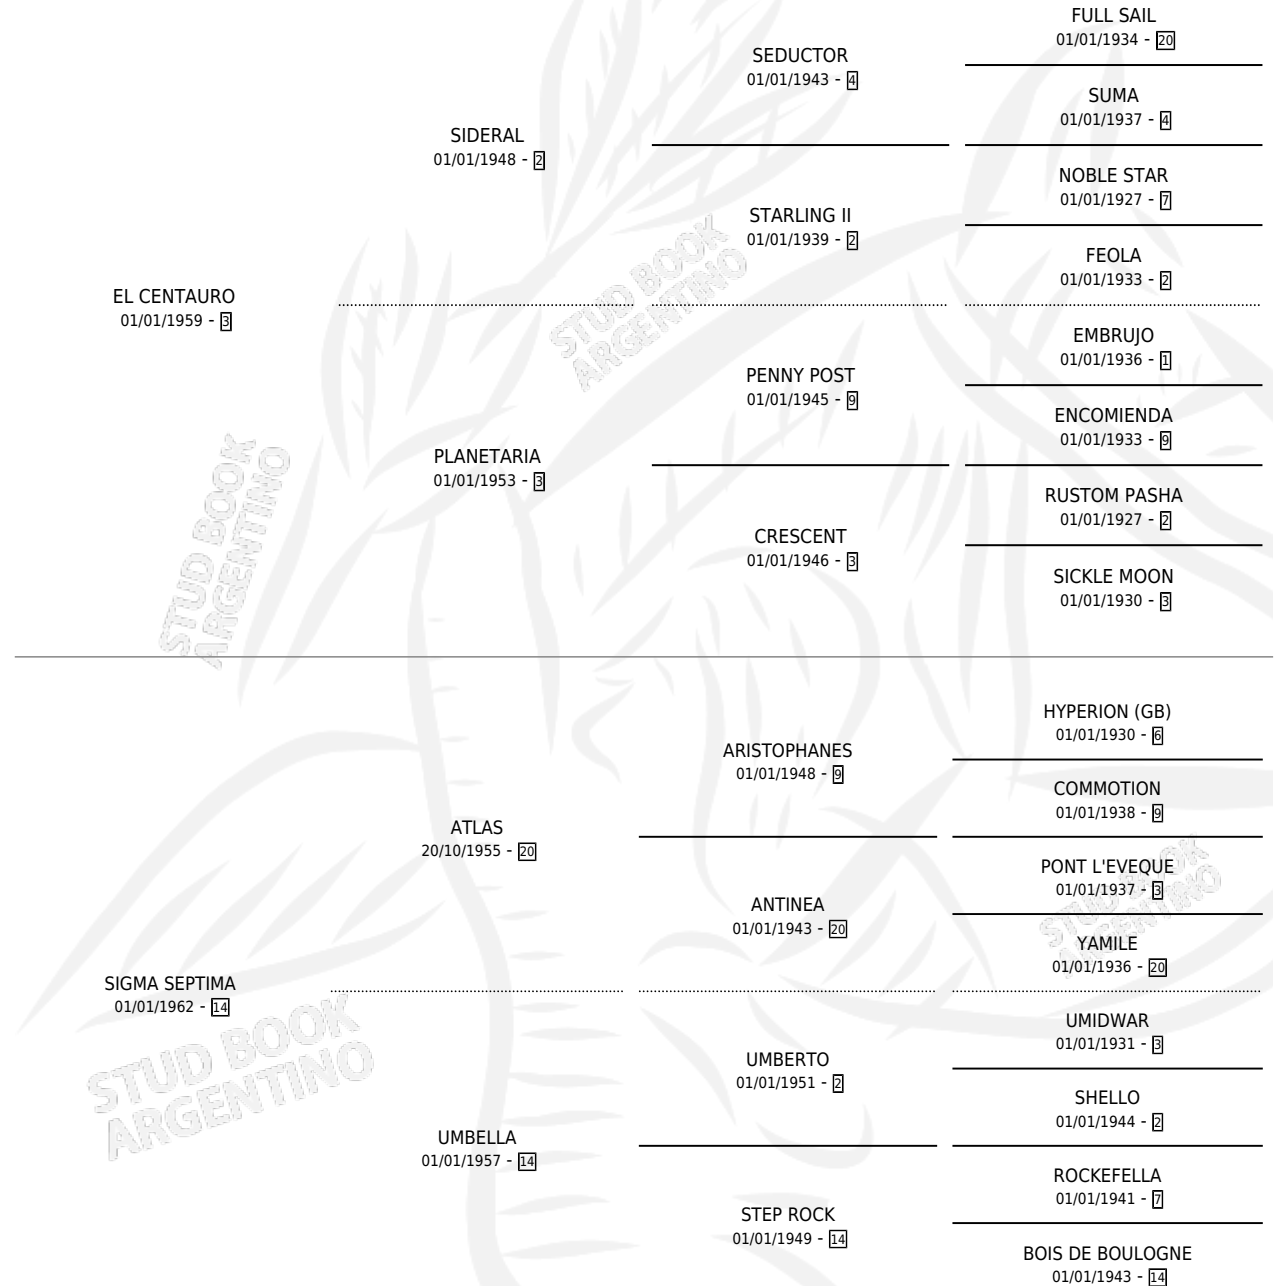 FULL SAIL
01/01/1934 - 20
SEDUCTOR
01/01/1943 - 4
SUMA
01/01/1937 - 4
SIDERAL
01/01/1948 - 2
NOBLE STAR
01/01/1927 - 7
STARLING II
01/01/1939 - 2
FEOLA
01/01/1933 - 2
EL CENTAURO
01/01/1959 - 3
EMBRUJO
01/01/1936 - 1
PENNY POST
01/01/1945 - 9
ENCOMIENDA
01/01/1933 - 9
PLANETARIA
01/01/1953 - 3
RUSTOM PASHA
01/01/1927 - 2
CRESCENT
01/01/1946 - 3
SICKLE MOON
01/01/1930 - 3
HYPERION (GB)
01/01/1930 - 6
ARISTOPHANES
01/01/1948 - 9
COMMOTION
01/01/1938 - 9
ATLAS
20/10/1955 - 20
PONT L'EVEQUE
01/01/1937 - 3
ANTINEA
01/01/1943 - 20
YAMILE
01/01/1936 - 20
SIGMA SEPTIMA
01/01/1962 - 14
UMIDWAR
01/01/1931 - 3
UMBERTO
01/01/1951 - 2
SHELLO
01/01/1944 - 2
UMBELLA
01/01/1957 - 14
ROCKEFELLA
01/01/1941 - 7
STEP ROCK
01/01/1949 - 14
BOIS DE BOULOGNE
01/01/1943 - 14
STUD BOOK
ARGENTINO
STUD BOOK
ARGENTINO
STUD BOOK
ARGENTINO
STUD BOOK
ARGENTINO